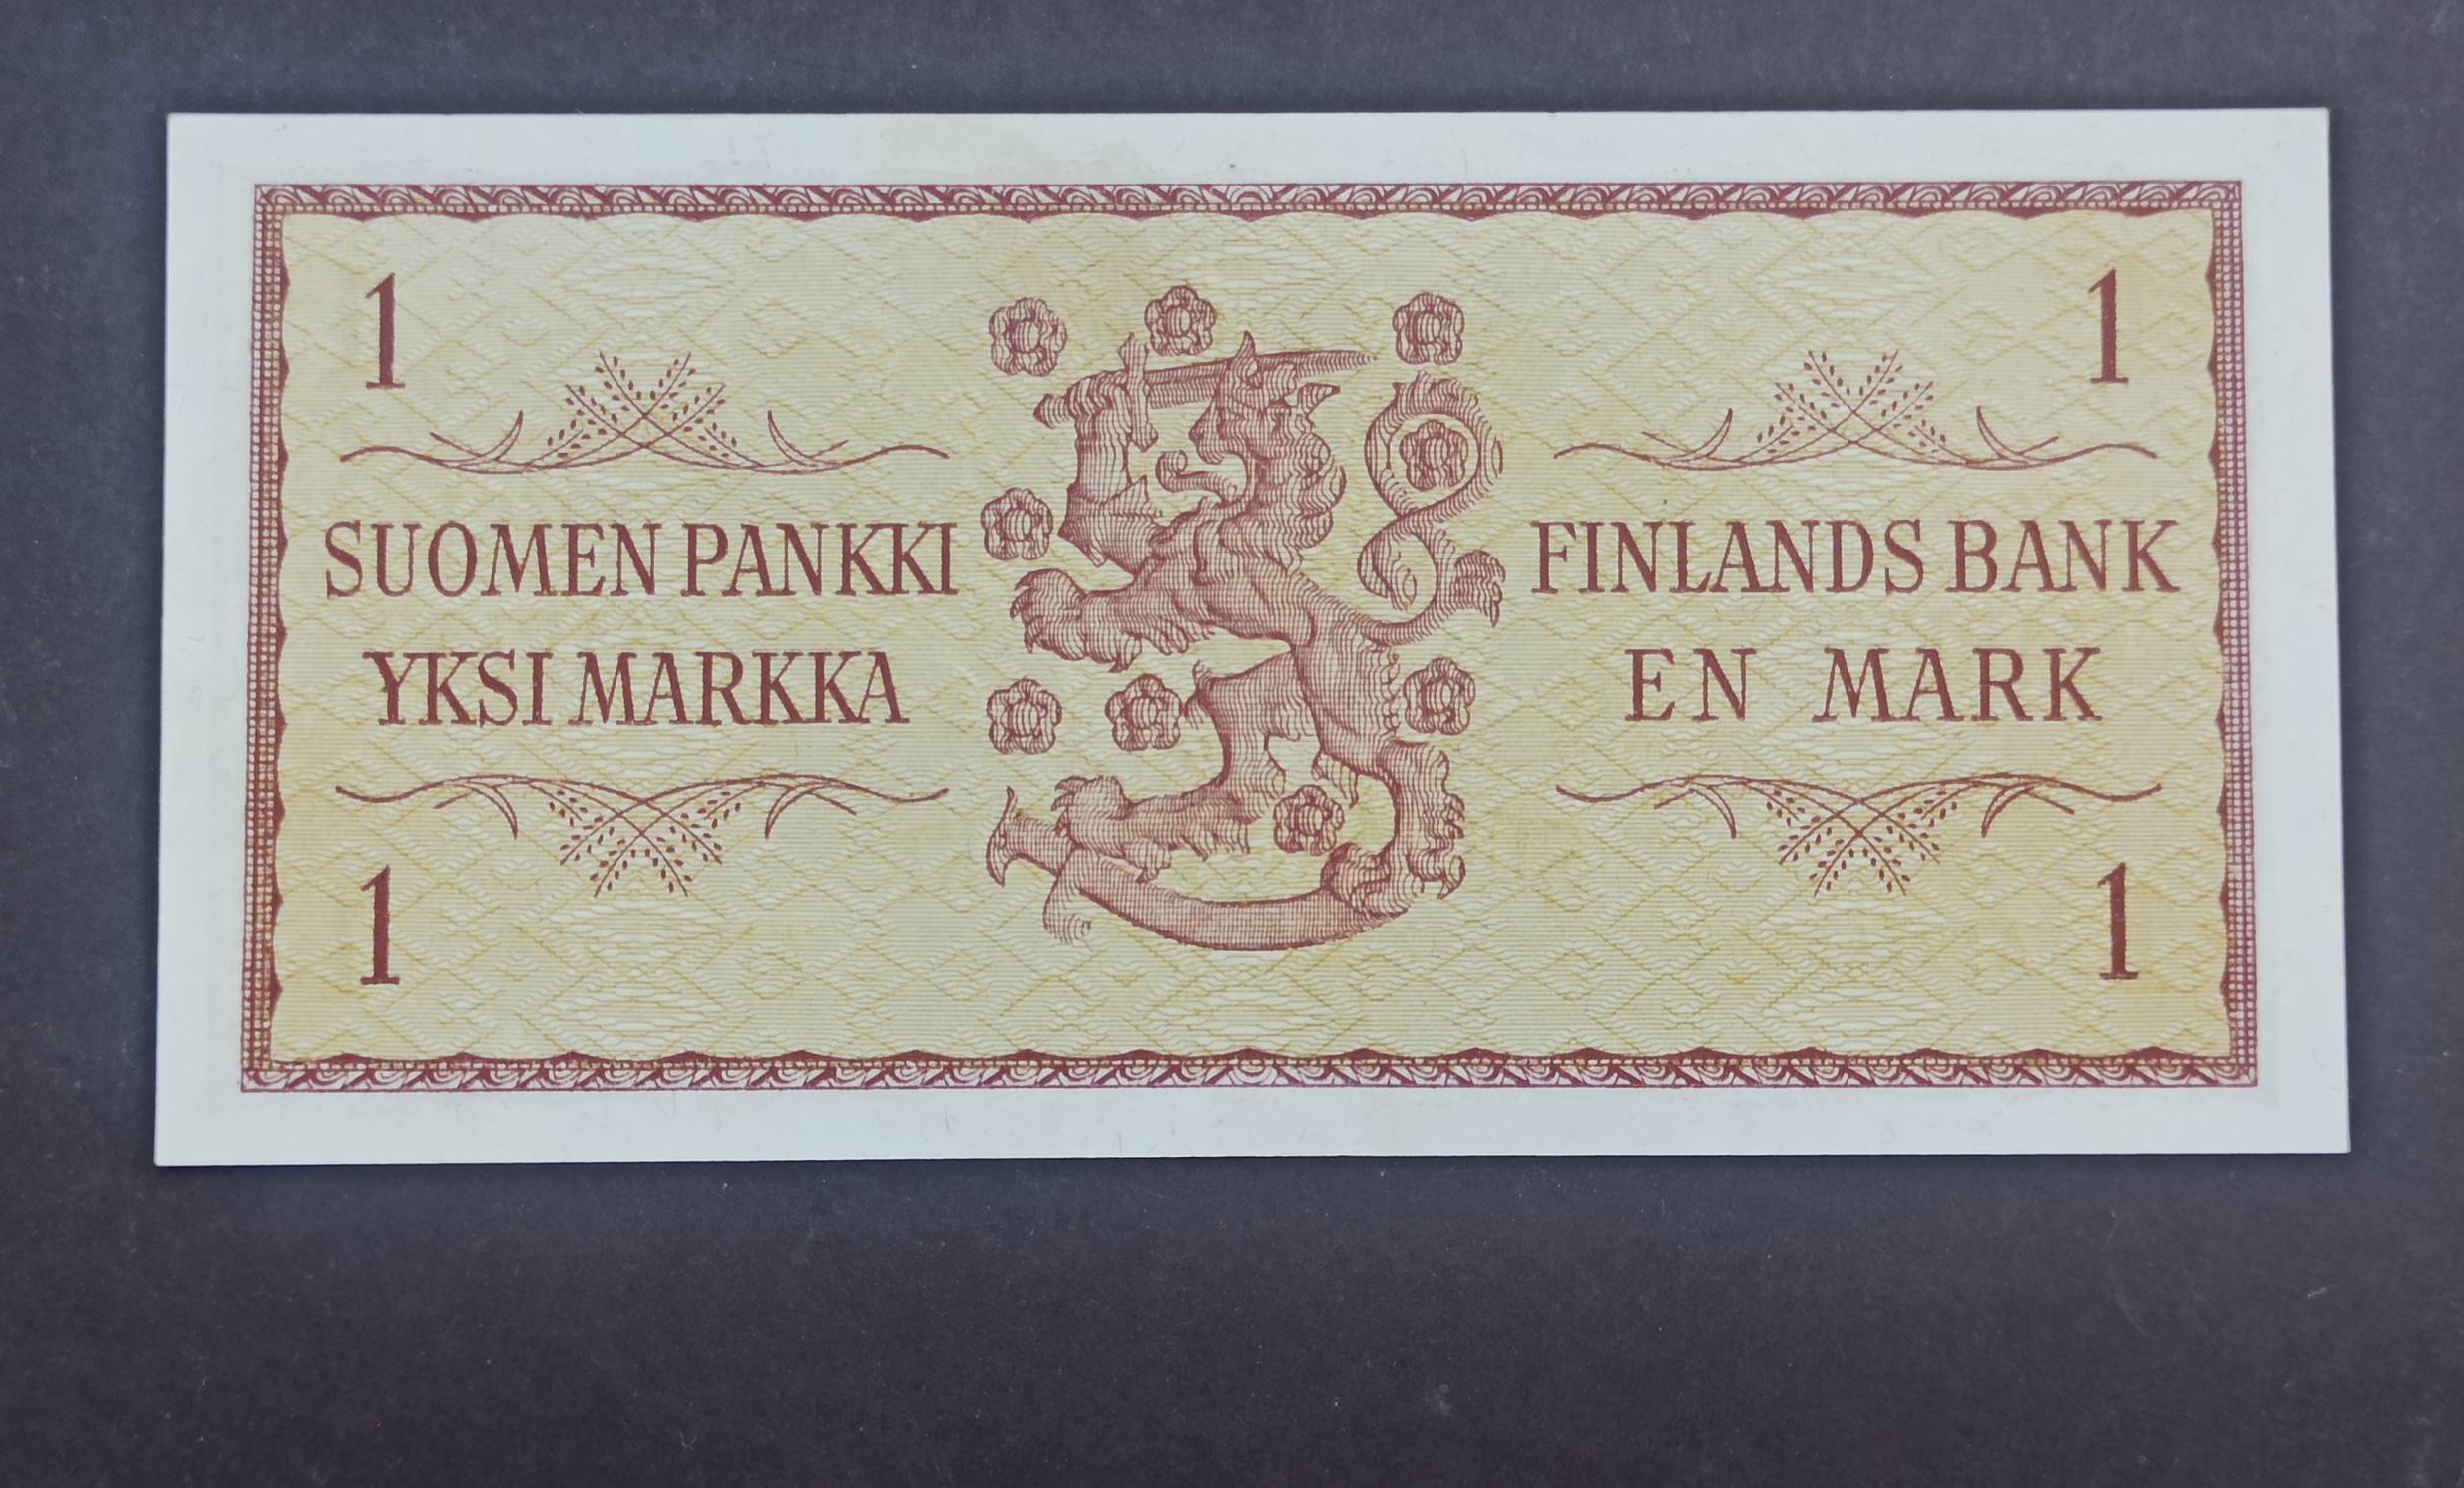 1 1
SUOMEN PANKKI FINLANDS BANK
YKSI MARKKA EN MARK
1 1